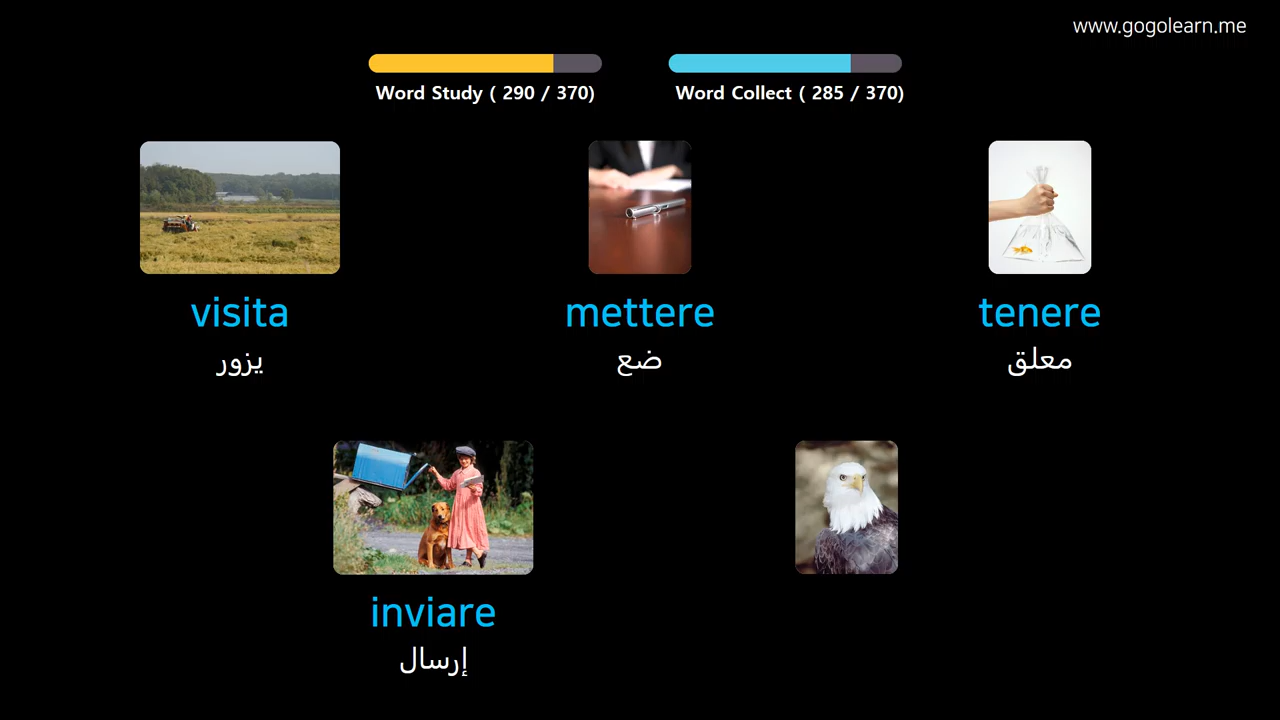 www.gogolearn.me
Word Study ( 290 / 370)
Word Collect ( 285 / 370)
visita
يزور
mettere
ضع
tenere
معلق
inviare
إرسال